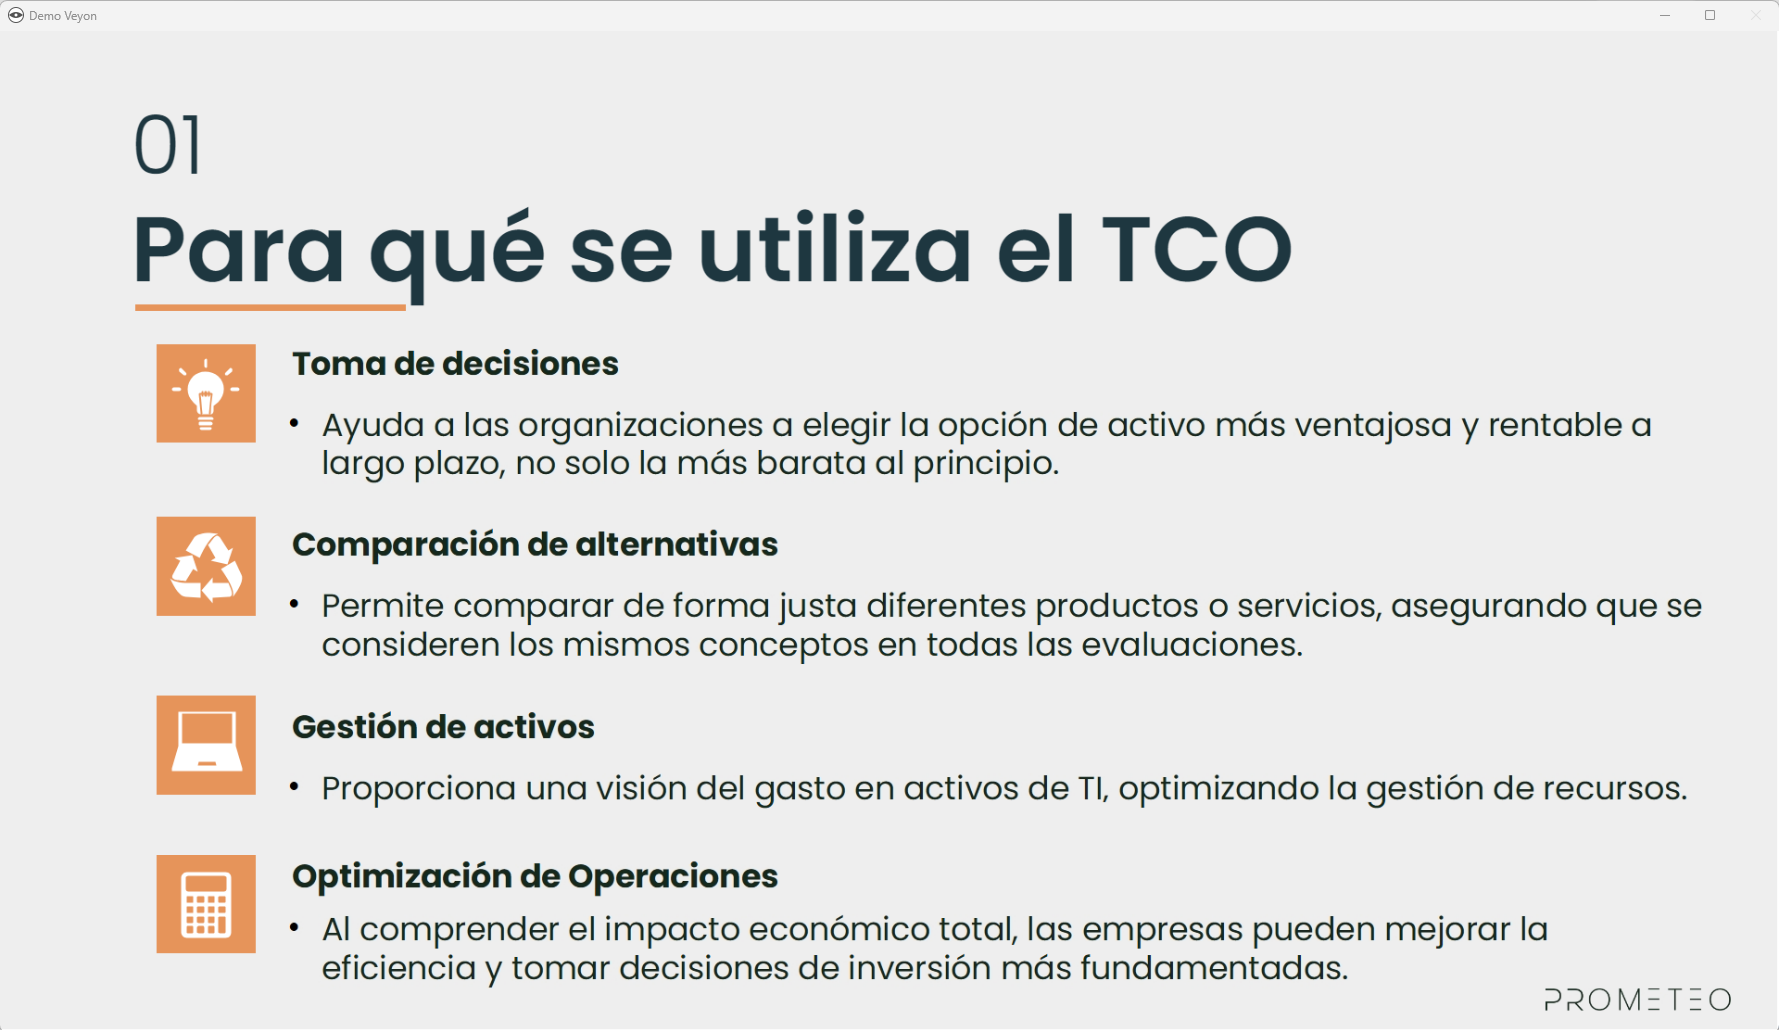 Demo Veyon
01
Para qué se utiliza el TCO
Toma de decisiones
• Ayuda a las organizaciones a elegir la opción de activo más ventajosa y rentable a
largo plazo, no solo la más barata al principio.
Comparación de alternativas
• Permite comparar de forma justa diferentes productos o servicios, asegurando que se
consideren los mismos conceptos en todas las evaluaciones.
Gestión de activos
• Proporciona una visión del gasto en activos de TI, optimizando la gestión de recursos.
Optimización de Operaciones
• Al comprender el impacto económico total, las empresas pueden mejorar la
eficiencia y tomar decisiones de inversión más fundamentadas.
PROMETEO